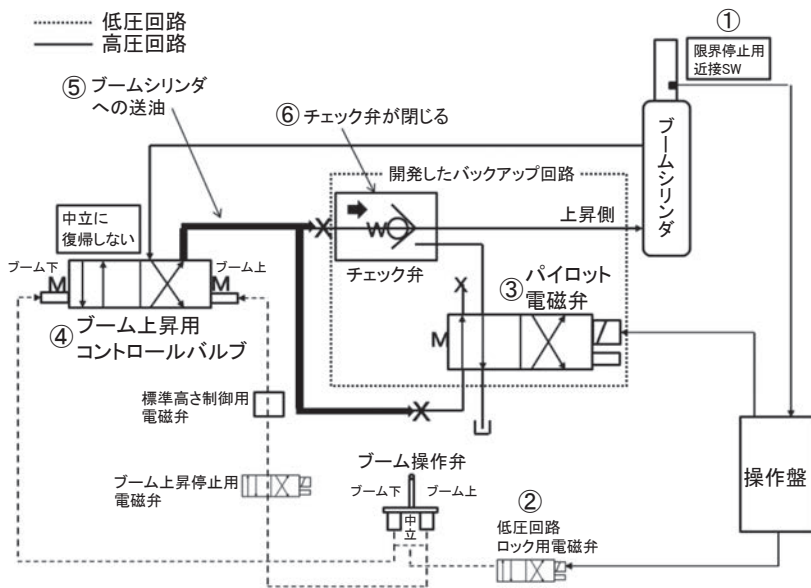 低圧回路
高圧回路
①
限界停止用
近接SW
⑤ ブームシリンダ
への送油
⑥ チェック弁が閉じる
ブームシリンダ
開発したバックアップ回路
中立に
復帰しない
上昇側
W
X
チェック弁
ブーム下
ブーム上
M
M
③ パイロット
電磁弁
X
M
④ ブーム上昇用
コントロールバルブ
標準高さ制御用
電磁弁
X
ブーム操作弁
ブーム上昇停止用
電磁弁
ブーム下
ブーム上
中立
②
低圧回路
ロック用電磁弁
操作盤